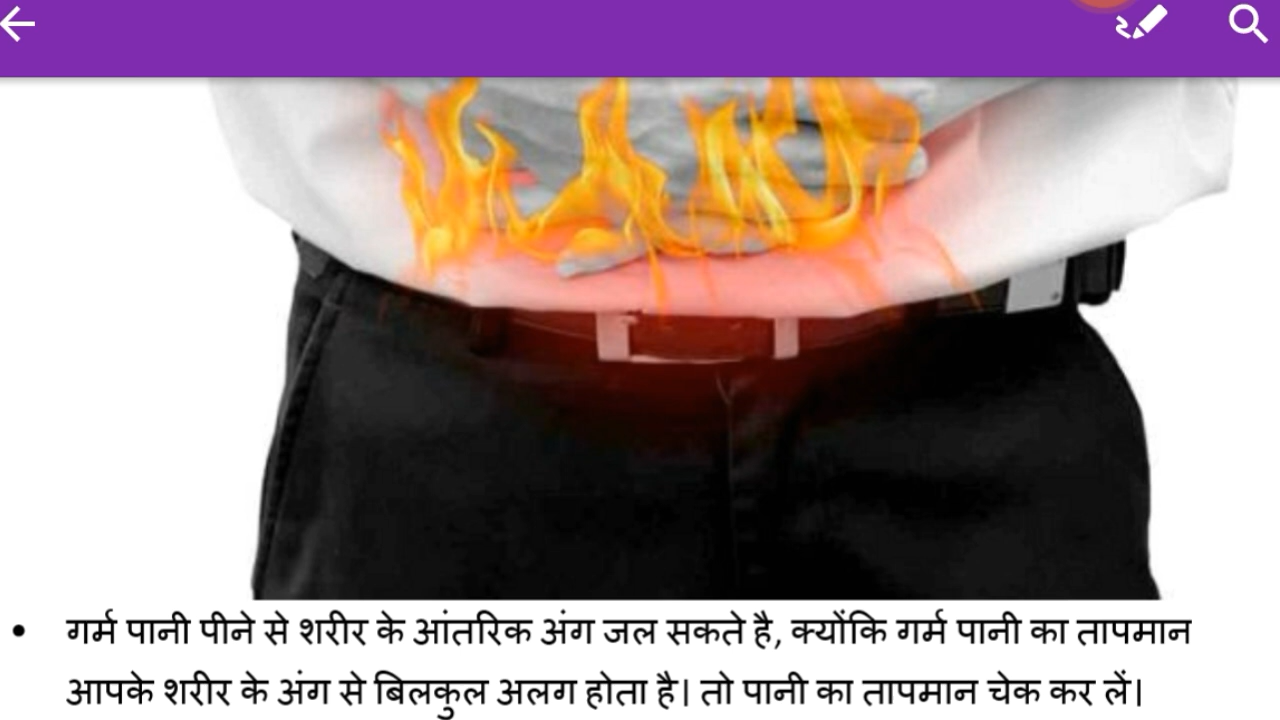 • गर्म पानी पीने से शरीर के आंतरिक अंग जल सकते है, क्योंकि गर्म पानी का तापमान
आपके शरीर के अंग से बिलकुल अलग होता है। तो पानी का तापमान चेक कर लें।